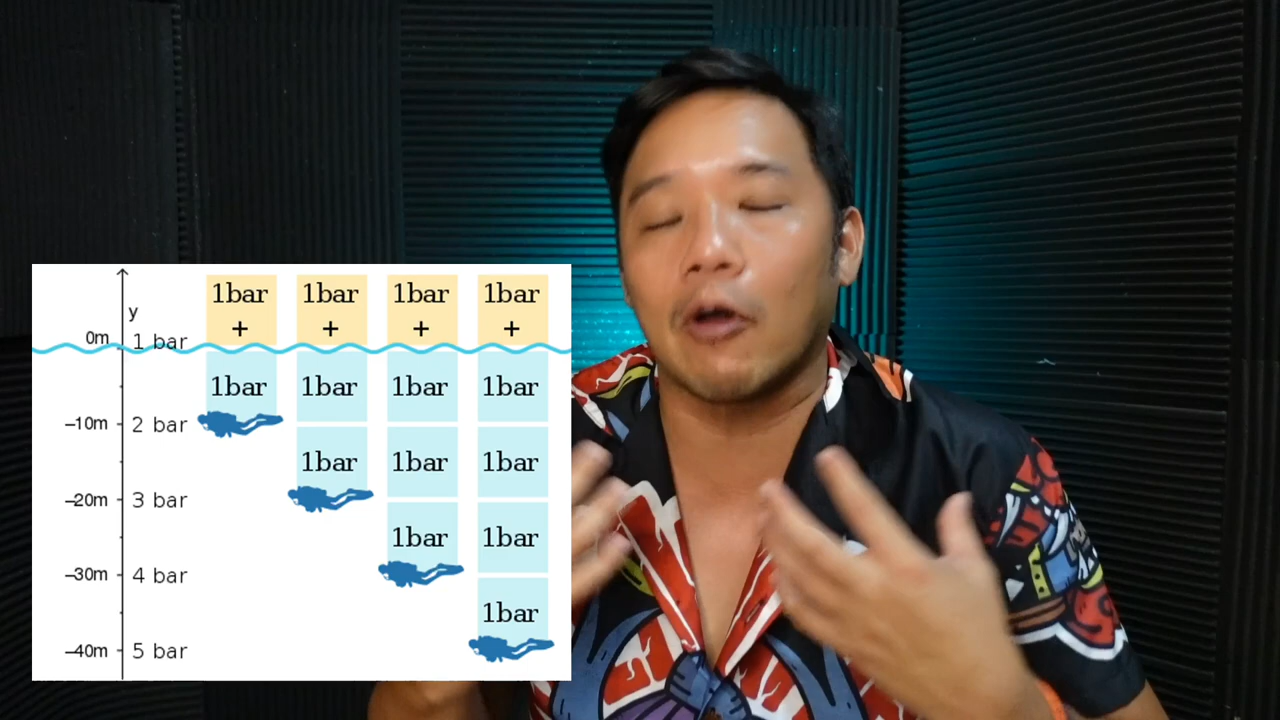 1bar 1bar 1bar 1bar
+ + + +
y
0m 1 bar
1bar 1bar 1bar 1bar
–10m 2 bar
1bar 1bar 1bar
–20m 3 bar
1bar 1bar
–30m 4 bar
1bar
–40m 5 bar